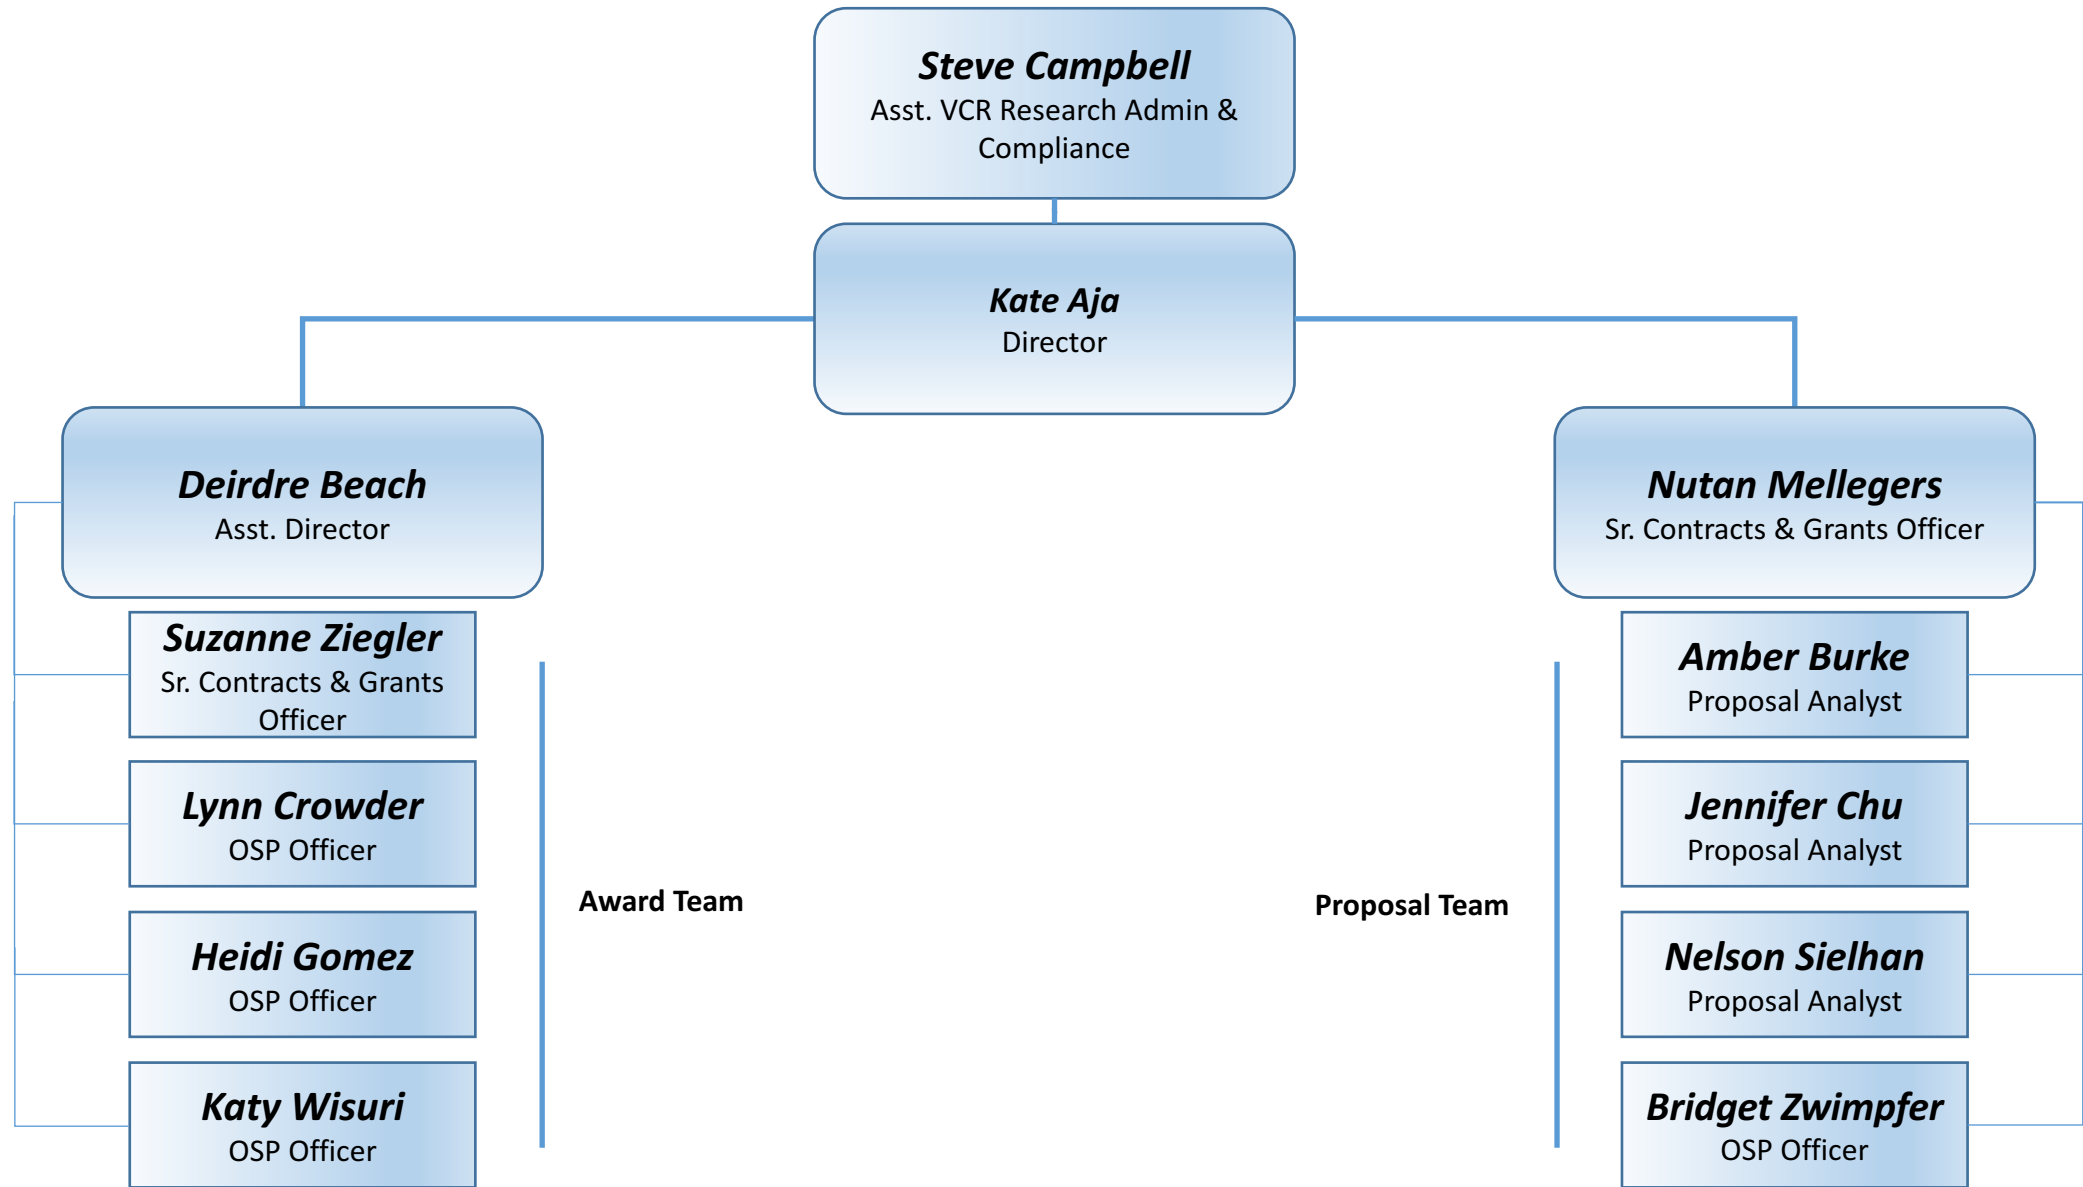 Steve Campbell
Asst. VCR Research Admin &
Compliance
Kate Aja
Director
Deirdre Beach
Asst. Director
Nutan Mellegers
Sr. Contracts & Grants Officer
Suzanne Ziegler
Sr. Contracts & Grants
Officer
Lynn Crowder
OSP Officer
Heidi Gomez
OSP Officer
Katy Wisuri
OSP Officer
Award Team
Proposal Team
Amber Burke
Proposal Analyst
Jennifer Chu
Proposal Analyst
Nelson Sielhan
Proposal Analyst
Bridget Zwimpfer
OSP Officer